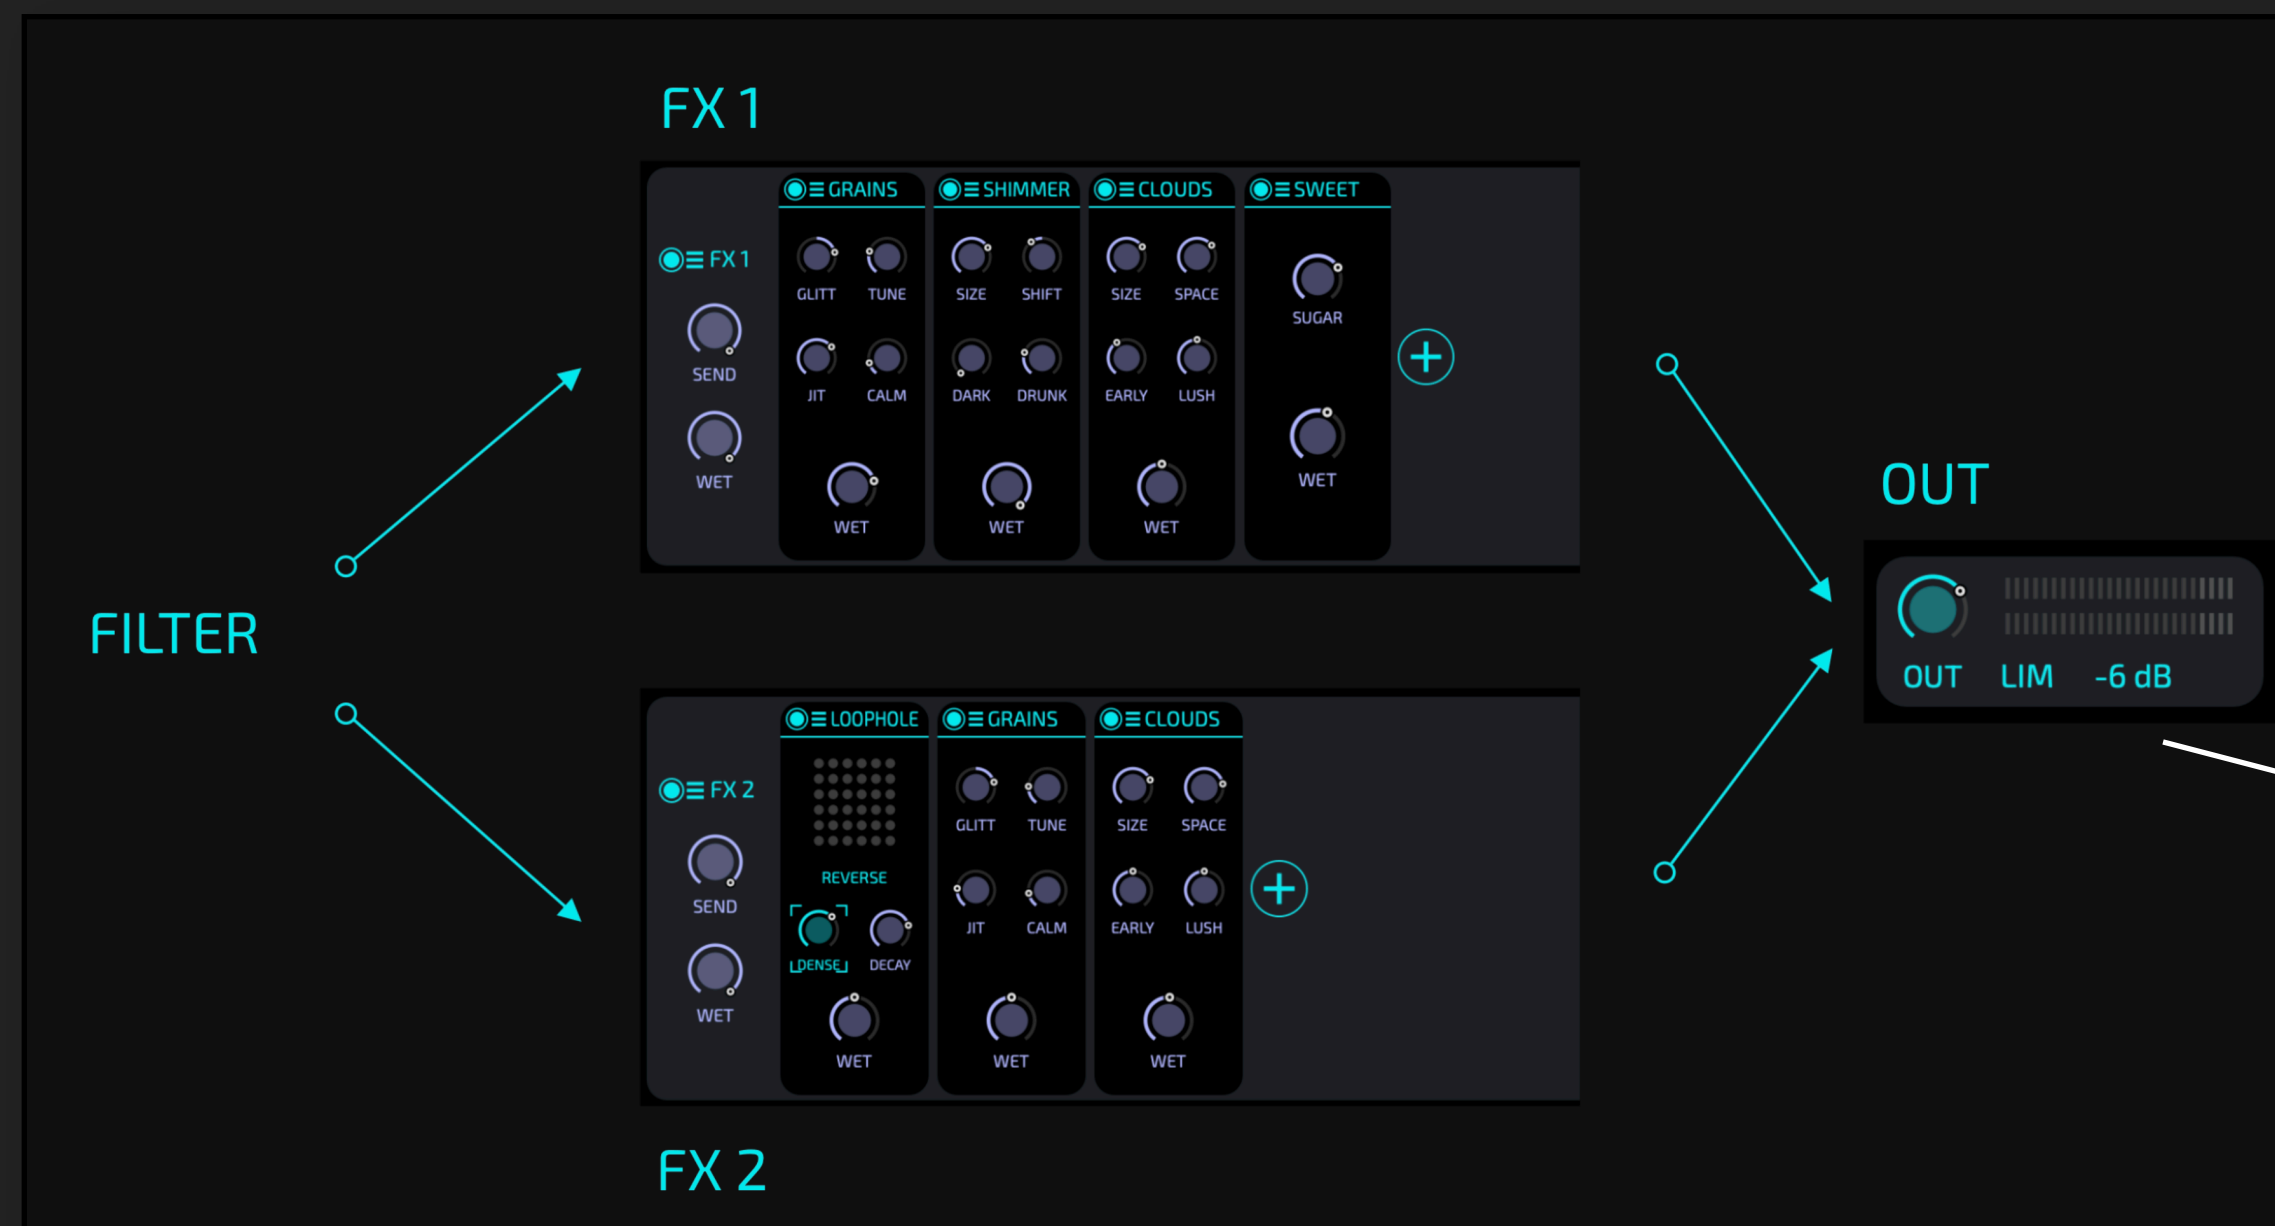 FX 1
GRAINS SHIMMER CLOUDS SWEET
FX 1
GLITT TUNE SIZE SHIFT SIZE SPACE
SUGAR
SEND
JIT CALM DARK DRUNK EARLY LUSH
WET
WET WET WET WET
FILTER
OUT
OUT LIM -6 dB
LOOPHOLE GRAINS CLOUDS
FX 2
GLITT TUNE SIZE SPACE
REVERSE
SEND
JIT CALM EARLY LUSH
DENSE DECAY
WET
WET WET WET
FX 2